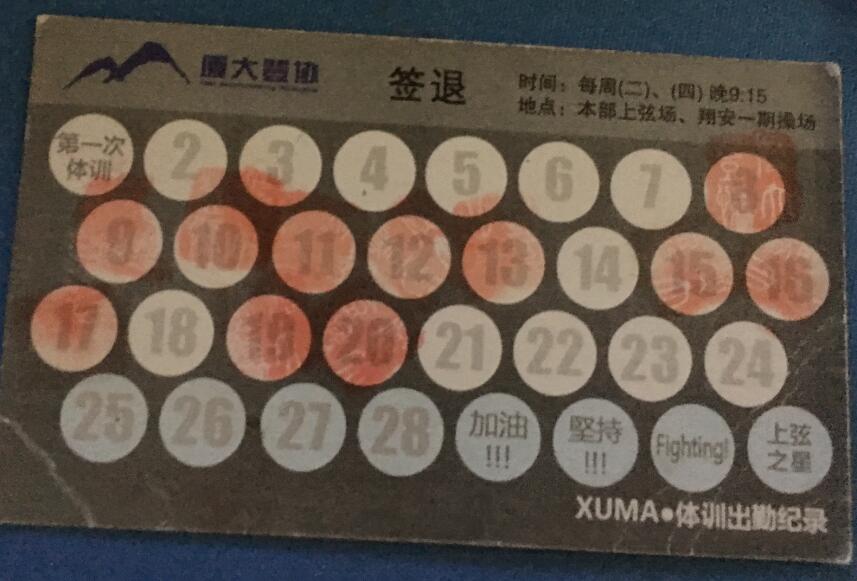 厦大登协
签退
时间：每周(二)、(四) 晚9:15
地点：本部上弦场、翔安一期操场
第一次
体训
2
3
4
5
6
7
8
9
10
11
12
13
14
15
16
17
18
19
20
21
22
23
24
25
26
27
28
加油
!!!
坚持
!!!
Fighting!
上弦
之星
XUMA●体训出勤纪录